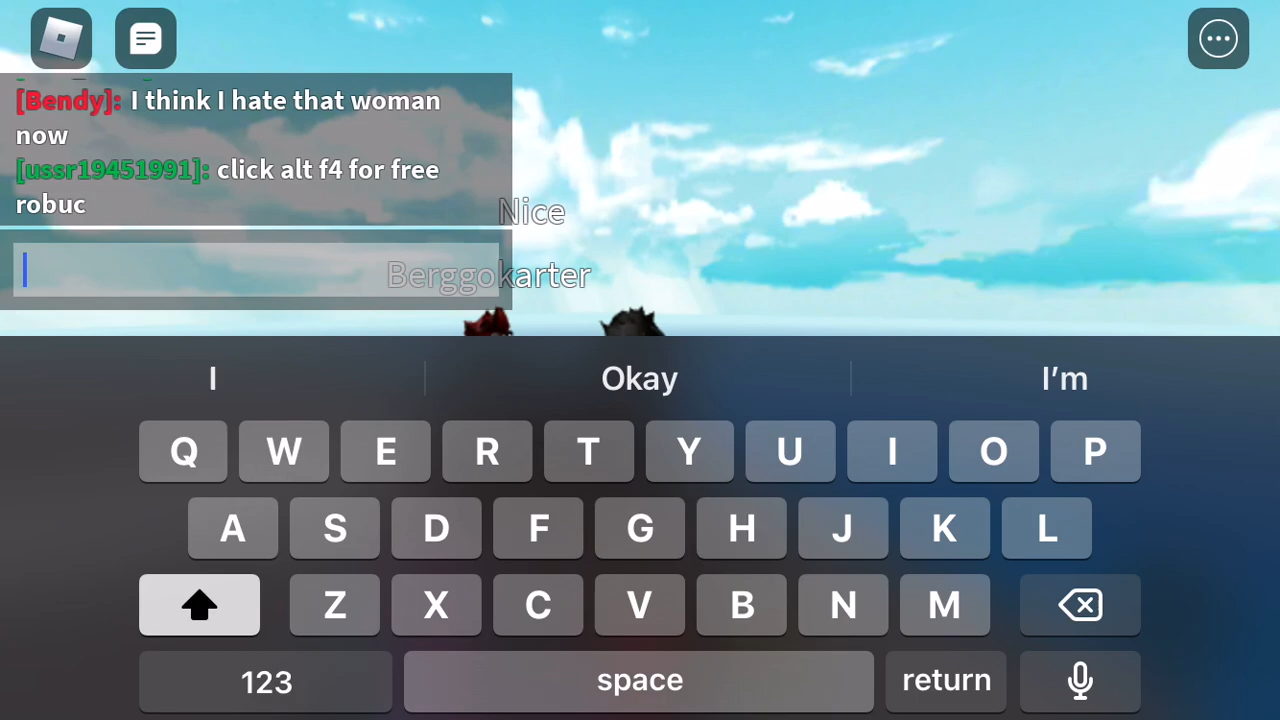 [Bendy]: I think I hate that woman
now
[ussr19451991]: click alt f4 for free
robuc
Nice
Berggokarter
I
Okay
I’m
Q W E R T Y U I O P
A S D F G H J K L
Z X C V B N M
123
space
return